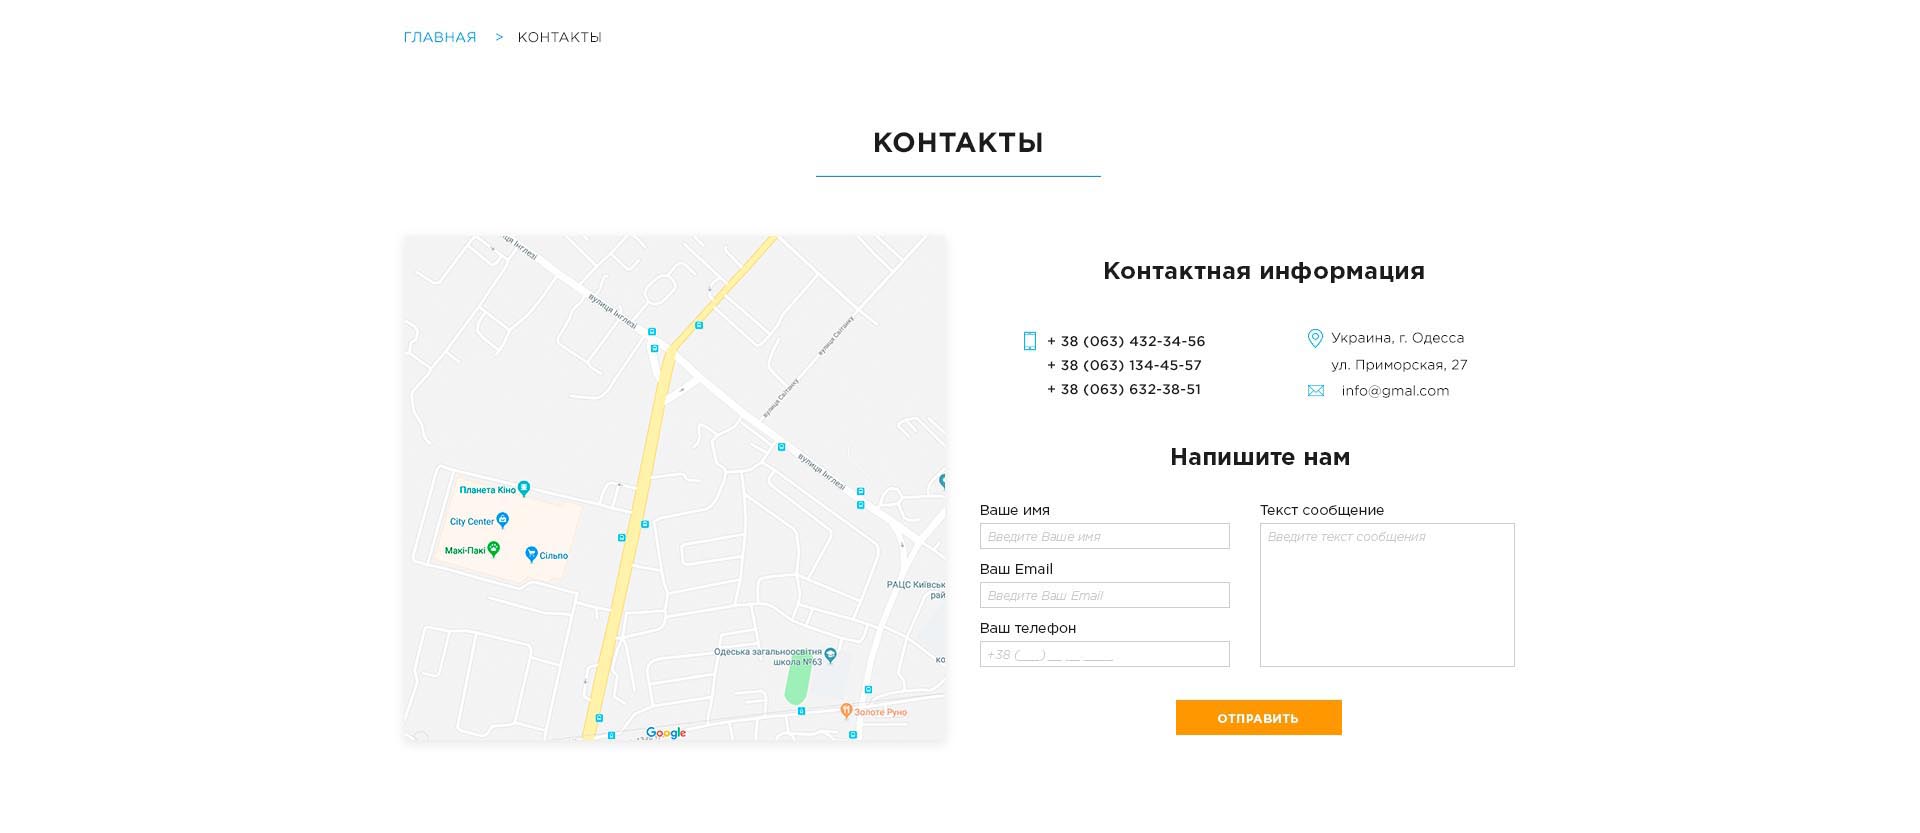 ГЛАВНАЯ > КОНТАКТЫ
КОНТАКТЫ
вулиця Інглезі
вулиця Інглезі
вулиця Сытанку
вулиця Сытанку
вулиця Інглезі
Планета Кіно
City Center
Макі-Пакі
Сільпо
РАЦС Київськ
рай
Одеська загальноосвітня
школа №63
ко
Золоте Руно
Google
Контактная информация
+ 38 (063) 432-34-56
+ 38 (063) 134-45-57
+ 38 (063) 632-38-51
Украина, г. Одесса
ул. Приморская, 27
info@gmal.com
Напишите нам
Ваше имя
Введите Ваше имя
Ваш Email
Введите Ваш Email
Ваш телефон
+38 (___) __ __ ____
Текст сообщение
Введите текст сообщения
ОТПРАВИТЬ